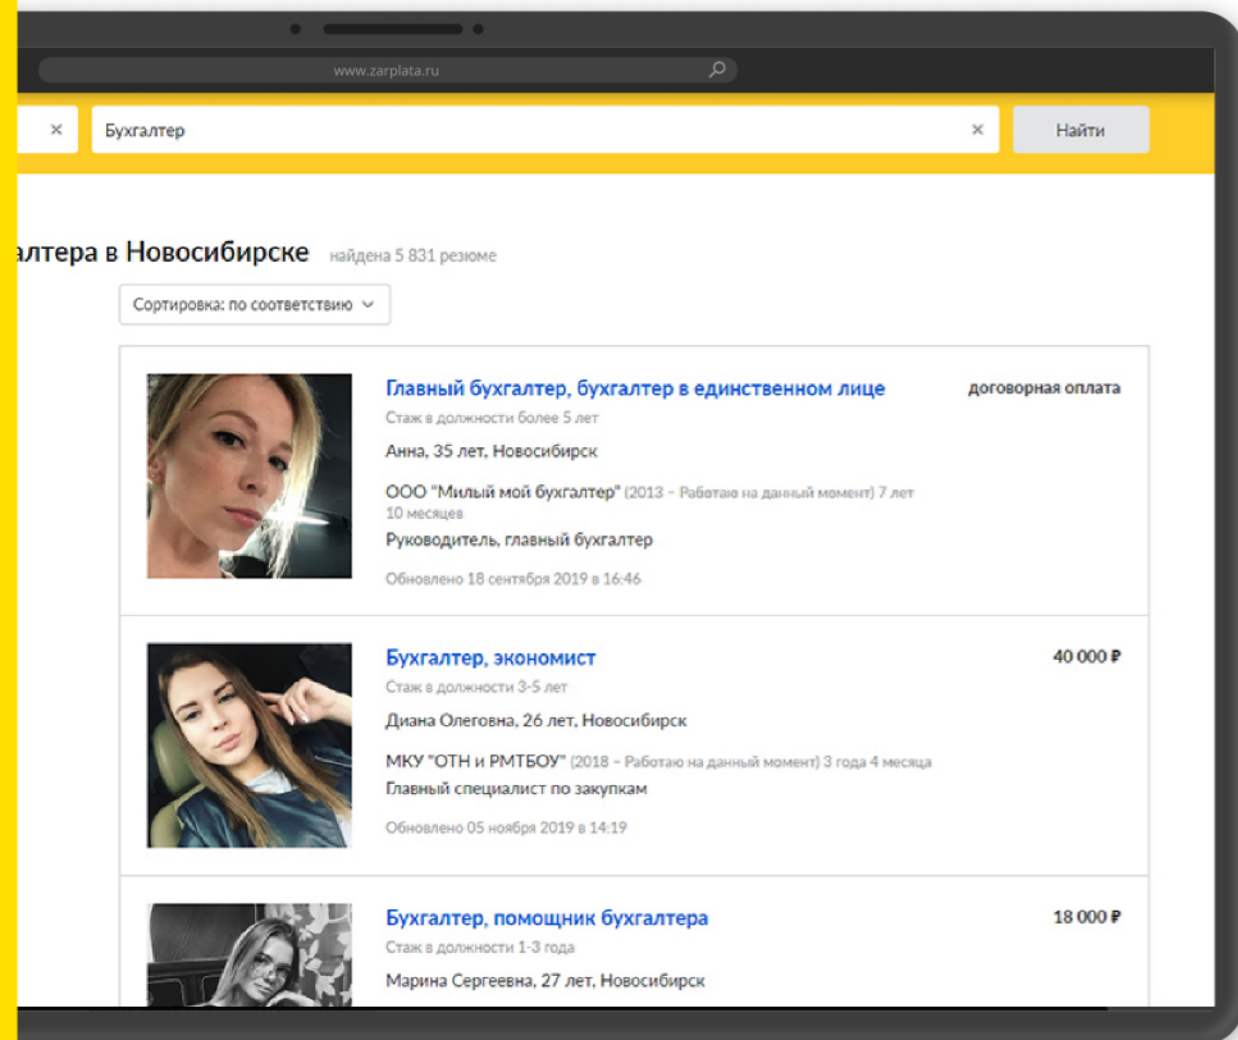 www.zarplata.ru
Бухгалтер
Найти
алтера в Новосибирске найдена 5 831 резюме
Сортировка: по соответствию
Главный бухгалтер, бухгалтер в единственном лице договорная оплата
Стаж в должности более 5 лет
Анна, 35 лет, Новосибирск
ООО "Милый мой бухгалтер" (2013 – Работаю на данный момент) 7 лет
10 месяцев
Руководитель, главный бухгалтер
Обновлено 18 сентября 2019 в 16:46
Бухгалтер, экономист 40 000 ₽
Стаж в должности 3-5 лет
Диана Олеговна, 26 лет, Новосибирск
МКУ "ОТН и РМТБОУ" (2018 – Работаю на данный момент) 3 года 4 месяца
Главный специалист по закупкам
Обновлено 05 ноября 2019 в 14:19
Бухгалтер, помощник бухгалтера 18 000 ₽
Стаж в должности 1-3 года
Марина Сергеевна, 27 лет, Новосибирск